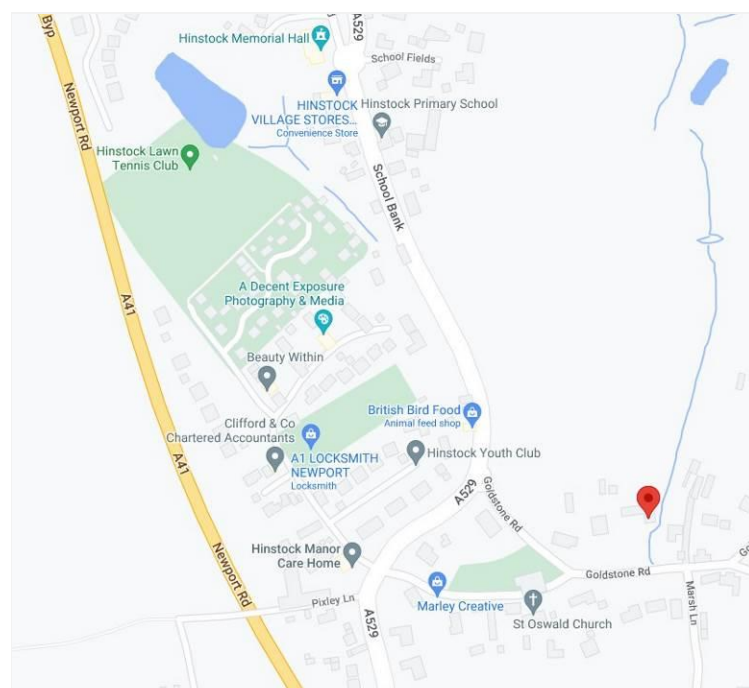 Byp
A529
Hinstock Memorial Hall
School Fields
HINSTOCK
VILLAGE STORES...
Convenience Store
Hinstock Primary School
Newport Rd
Hinstock Lawn
Tennis Club
School Bank
A41
A Decent Exposure
Photography & Media
Beauty Within
British Bird Food
Animal feed shop
Clifford & Co
Chartered Accountants
A1 LOCKSMITH
NEWPORT
Locksmith
Hinstock Youth Club
A41
A529
Goldstone Rd
Newport Rd
Hinstock Manor
Care Home
Goldstone Rd
Pixley Ln
A529
Marley Creative
St Oswald Church
Marsh Ln